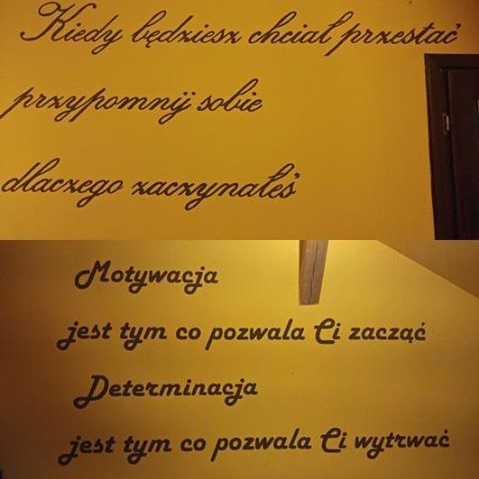 Kiedy będziesz chciał przestać
przypomnij sobie
dlaczego zaczynałeś
Motywacja
jest tym co pozwala Ci zacząć
Determinacja
jest tym co pozwala Ci wytrwać